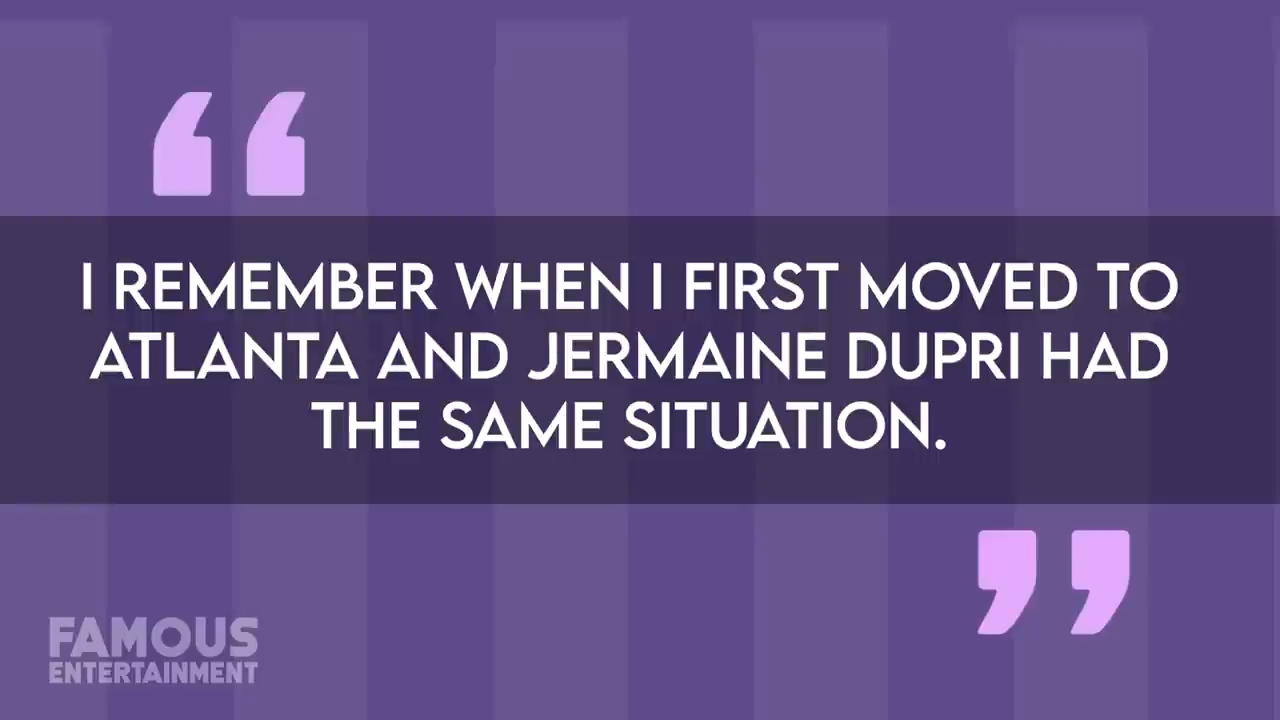 I REMEMBER WHEN I FIRST MOVED TO
ATLANTA AND JERMAINE DUPRI HAD
THE SAME SITUATION.
FAMOUS
ENTERTAINMENT